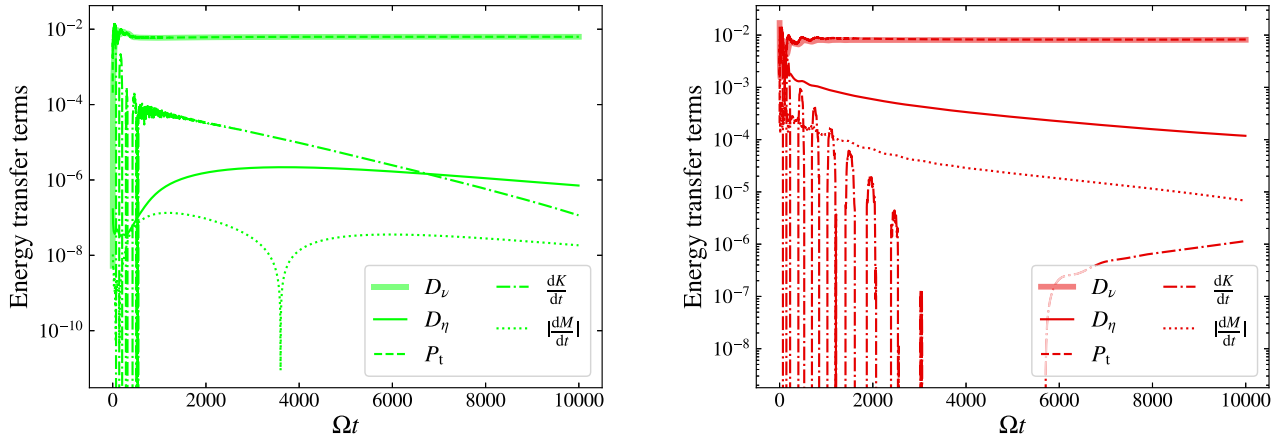 Energy transfer terms
10⁻²
10⁻⁴
10⁻⁶
10⁻⁸
10⁻¹⁰
0 2000 4000 6000 8000 10000
Ωt
D_ν
D_η
P_t
dK/dt
|dM/dt|
Energy transfer terms
10⁻²
10⁻³
10⁻⁴
10⁻⁵
10⁻⁶
10⁻⁷
10⁻⁸
0 2000 4000 6000 8000 10000
Ωt
D_ν
D_η
P_t
dK/dt
|dM/dt|